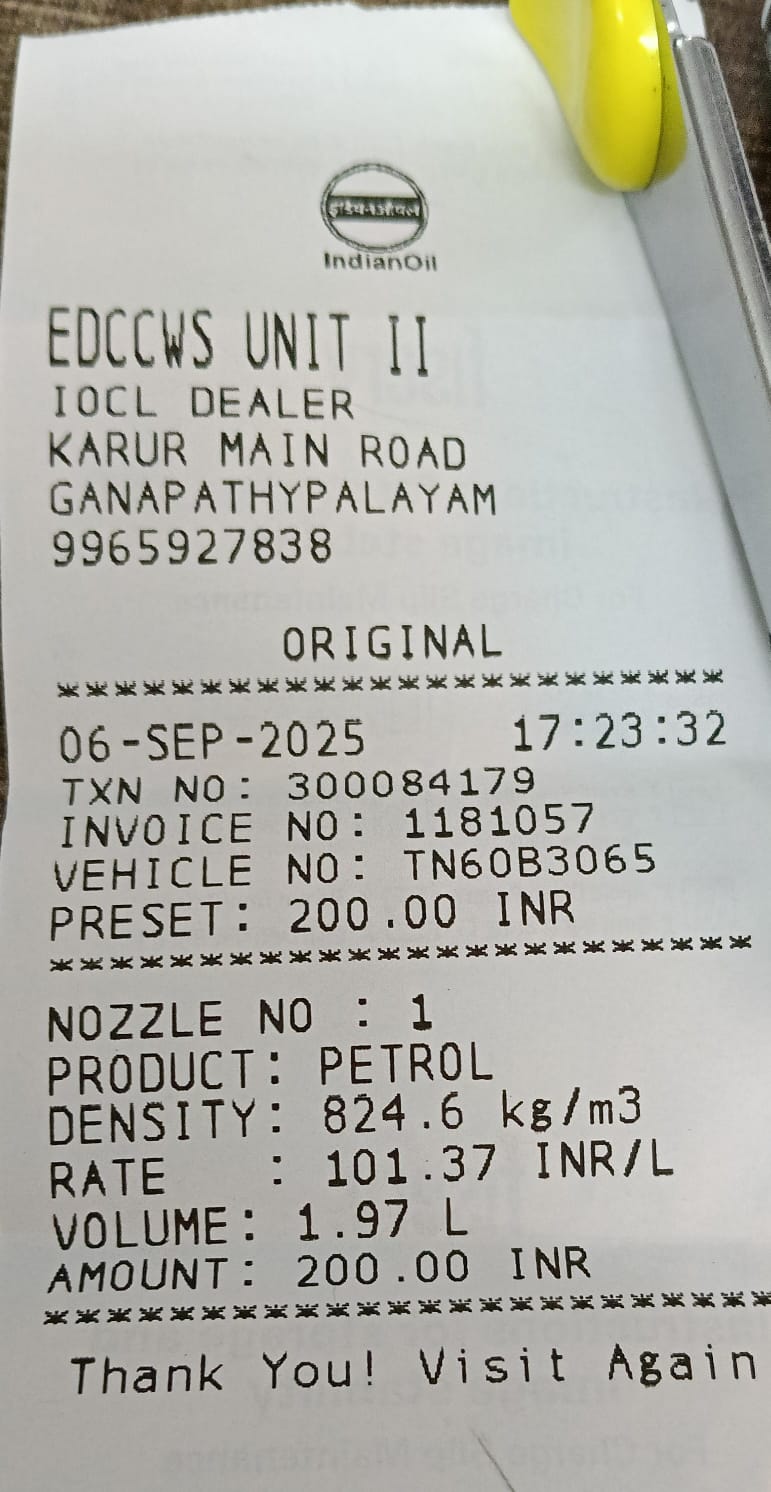 इंडियनऑयल
IndianOil
EDCCWS UNIT II
IOCL DEALER
KARUR MAIN ROAD
GANAPATHYPALAYAM
9965927838
ORIGINAL
************************
06-SEP-2025 17:23:32
TXN NO: 300084179
INVOICE NO: 1181057
VEHICLE NO: TN60B3065
PRESET: 200.00 INR
************************
NOZZLE NO : 1
PRODUCT: PETROL
DENSITY: 824.6 kg/m3
RATE : 101.37 INR/L
VOLUME: 1.97 L
AMOUNT: 200.00 INR
************************
Thank You! Visit Again